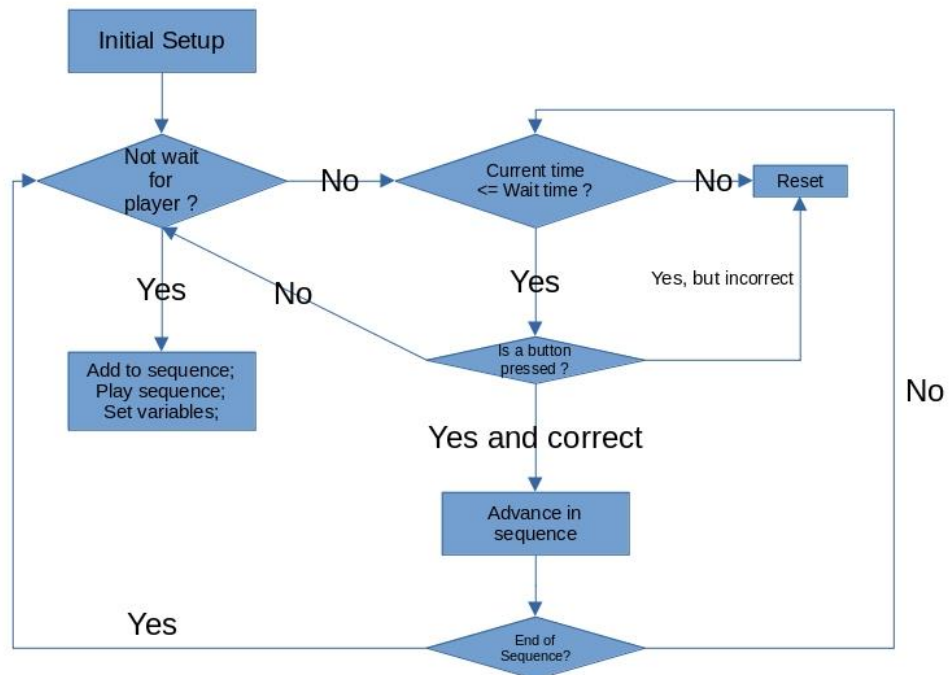 Initial Setup
Not wait
for
player ?
No
Current time
<= Wait time ?
No
Reset
Yes
No
Yes
Yes, but incorrect
Add to sequence;
Play sequence;
Set variables;
Is a button
pressed ?
No
Yes and correct
Advance in
sequence
Yes
End of
Sequence?